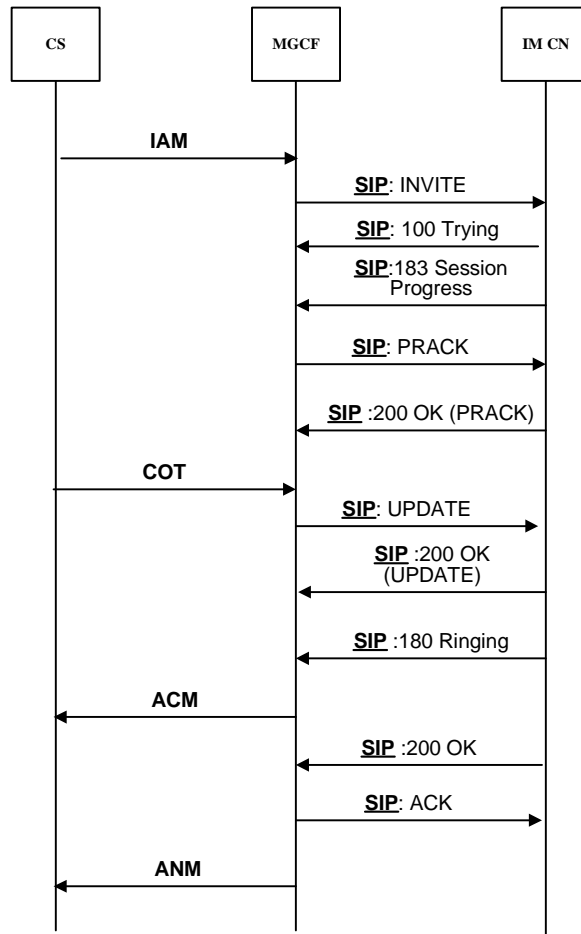 CS
MGCF
IM CN
IAM
SIP: INVITE
SIP: 100 Trying
SIP:183 Session
Progress
SIP: PRACK
SIP :200 OK (PRACK)
COT
SIP: UPDATE
SIP :200 OK
(UPDATE)
SIP :180 Ringing
ACM
SIP :200 OK
SIP: ACK
ANM